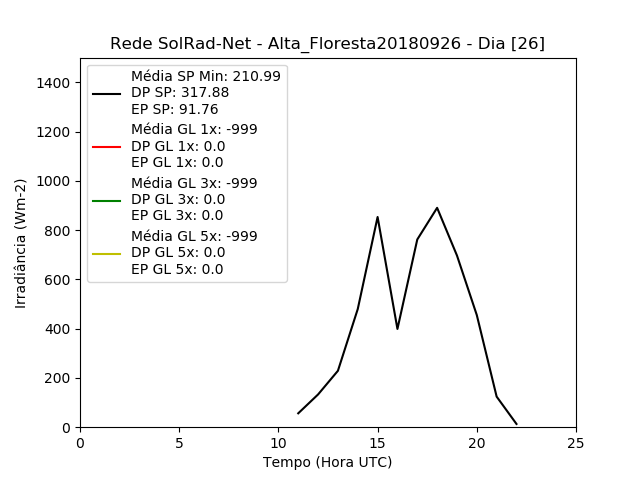 Rede SolRad-Net - Alta_Floresta20180926 - Dia [26]
Média SP Min: 210.99
DP SP: 317.88
EP SP: 91.76
Média GL 1x: -999
DP GL 1x: 0.0
EP GL 1x: 0.0
Média GL 3x: -999
DP GL 3x: 0.0
EP GL 3x: 0.0
Média GL 5x: -999
DP GL 5x: 0.0
EP GL 5x: 0.0
Irradiância (Wm-2)
1400
1200
1000
800
600
400
200
0
0 5 10 15 20 25
Tempo (Hora UTC)